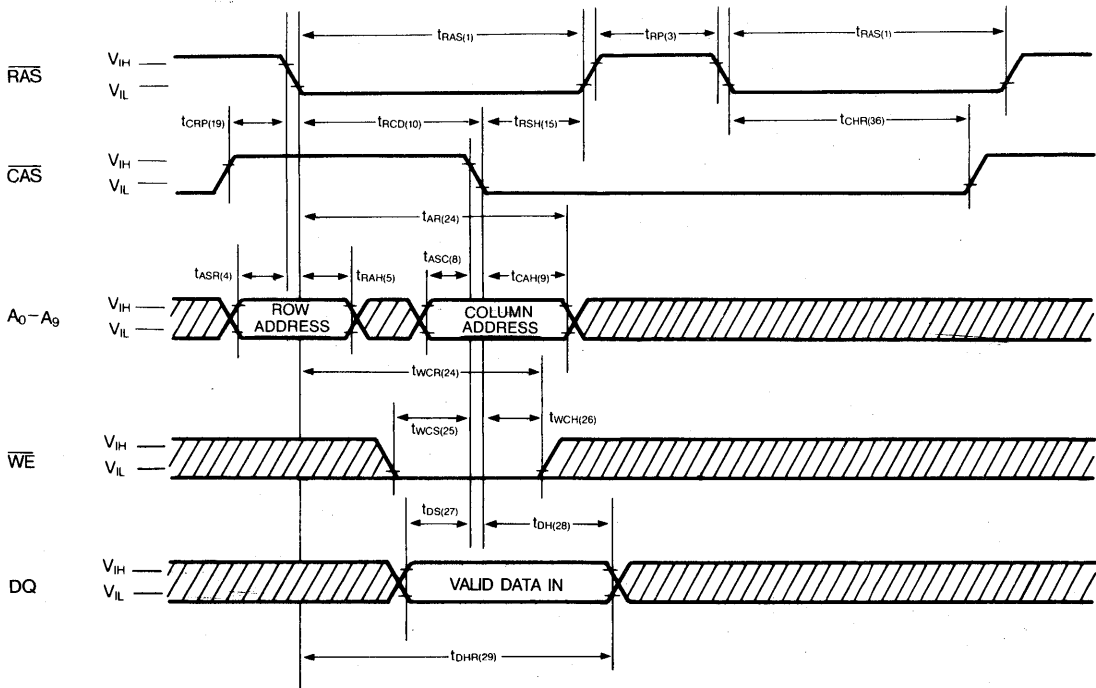 tRAS(1) tRP(3) tRAS(1)
RAS VIH
VIL
tCRP(19) tRCD(10) tRSH(15) tCHR(36)
CAS VIH
VIL
tAR(24)
tASR(4) tRAH(5) tASC(8) tCAH(9)
A0–A9 VIH
VIL
ROW
ADDRESS
COLUMN
ADDRESS
tWCR(24)
tWCS(25) tWCH(26)
WE VIH
VIL
tDS(27) tDH(28)
DQ VIH
VIL
VALID DATA IN
tDHR(29)